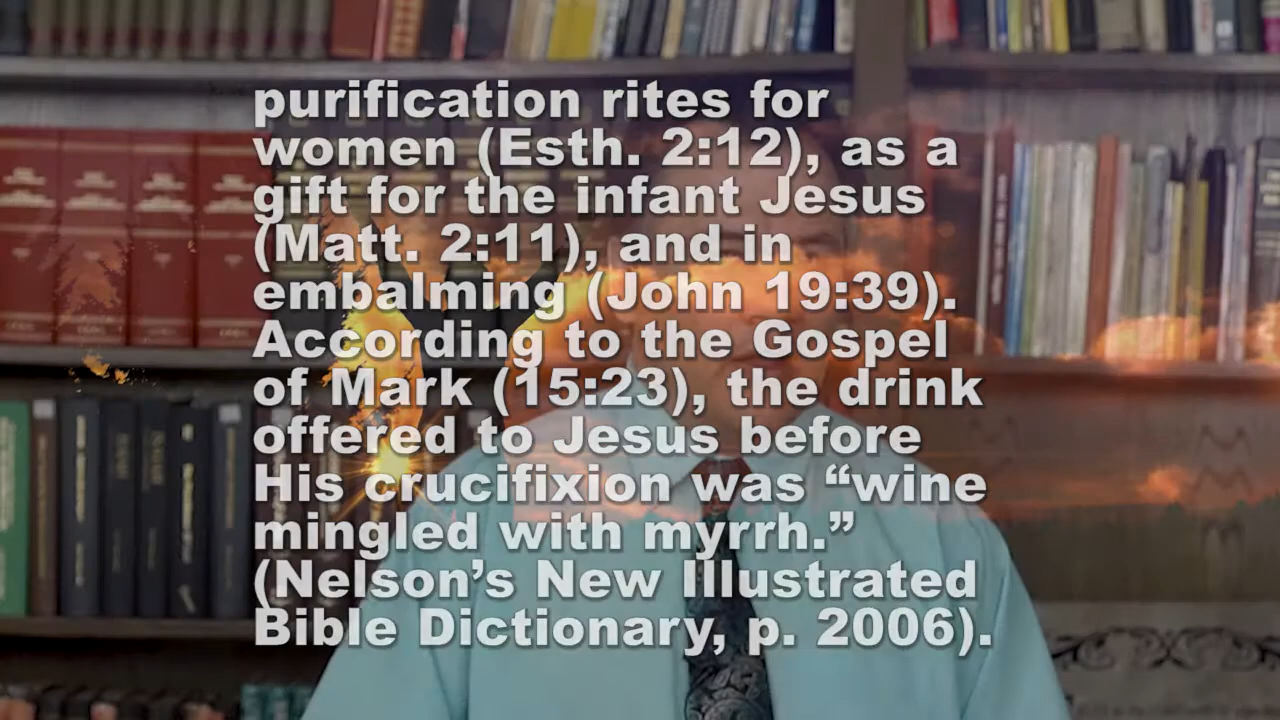 purification rites for
women (Esth. 2:12), as a
gift for the infant Jesus
(Matt. 2:11), and in
embalming (John 19:39).
According to the Gospel
of Mark (15:23), the drink
offered to Jesus before
His crucifixion was “wine
mingled with myrrh.”
(Nelson’s New Illustrated
Bible Dictionary, p. 2006).